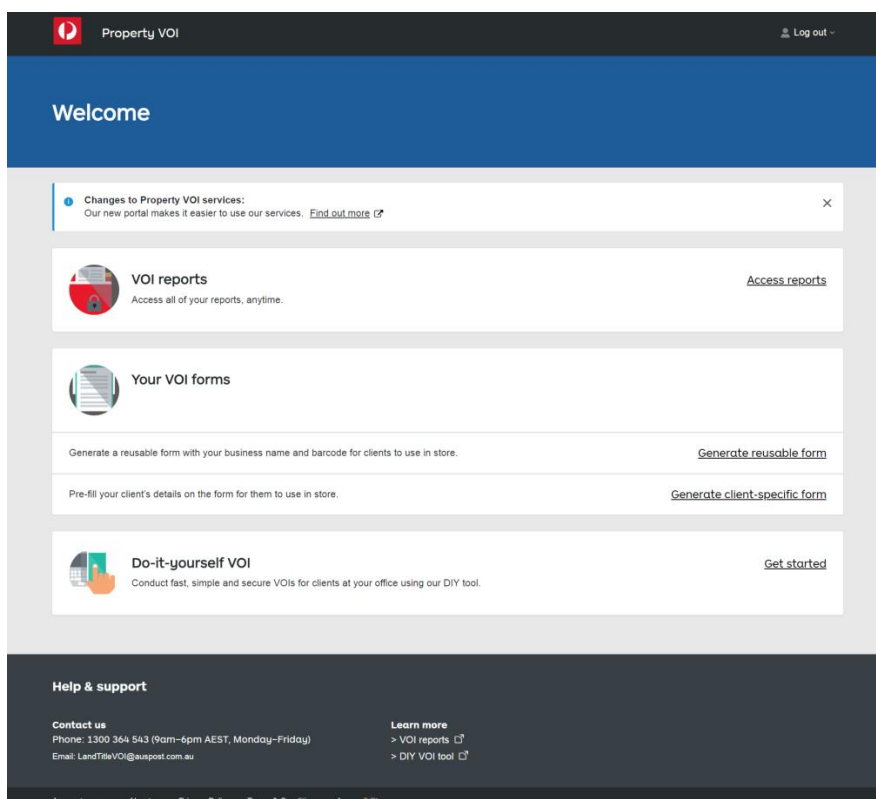 Property VOI
Log out
Welcome
Changes to Property VOI services:
Our new portal makes it easier to use our services. Find out more
VOI reports
Access reports
Access all of your reports, anytime.
Your VOI forms
Generate a reusable form with your business name and barcode for clients to use in store.
Generate reusable form
Pre-fill your client's details on the form for them to use in store.
Generate client-specific form
Do-it-yourself VOI
Get started
Conduct fast, simple and secure VOIs for clients at your office using our DIY tool.
Help & support
Contact us
Phone: 1300 364 543 (9am–6pm AEST, Monday–Friday)
Email: LandTitleVOI@auspost.com.au
Learn more
> VOI reports
> DIY VOI tool